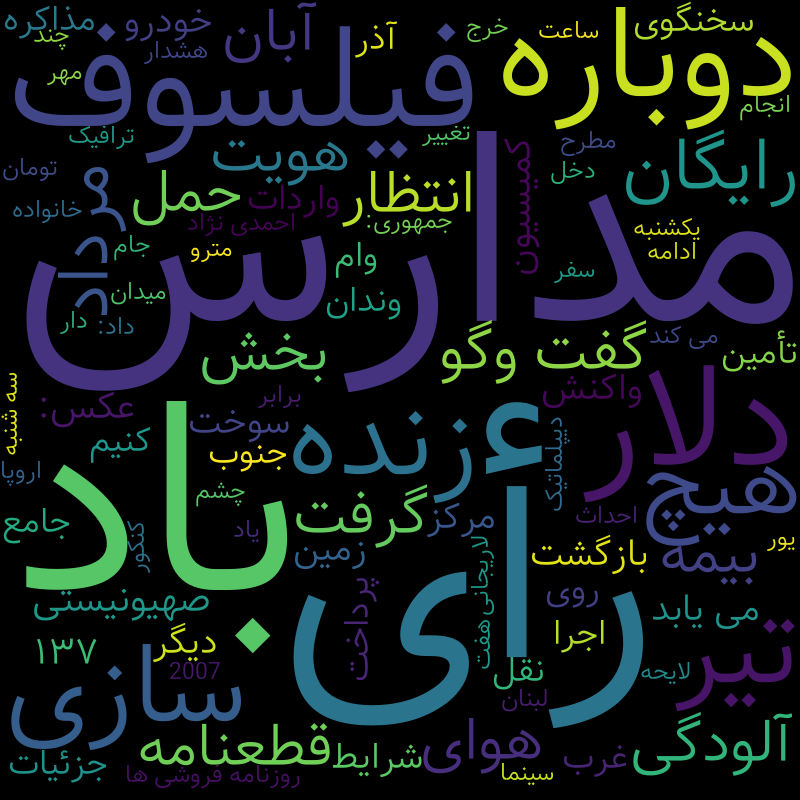 مذاکره
چند
مهر
خودرو
هشدار
آبان
آذر
خرج
ساعت
سخنگوی
دوباره
انجام
فیلسوف
ترافیک
تغییر
مطرح
تومان
هویت
کمیسیون
دخل
رایگان
خانواده
مرداد
حمل
واردات
انتظار
احمدی نژاد
جمهوری:
یکشنبه
ادامه
جام
مترو
مدارس
وام
سفر
میدان
وندان
دار
داد:
بخش
گفت وگو
می کند
تأمین
سه شنبه
عکس:
برابر
واکنش
دلار
سوخت
زنده
کنیم
جنوب
دیپلماتیک
اروپا
چشم
هیچ
باد
گرفت
مرکز
احداث
جامع
کنکور
یاد
زمین
لاریجانی
بازگشت
بیمه
یور
رأی
صهیونیستی
پرداخت
هفت
روی
می یابد
۱۳۷
دیگر
اجرا
تیر
2007
نقل
لایحه
سازی
لبنان
قطعنامه
شرایط
هوای
غرب
آلودگی
جزئیات
روزنامه فروشی ها
سینما